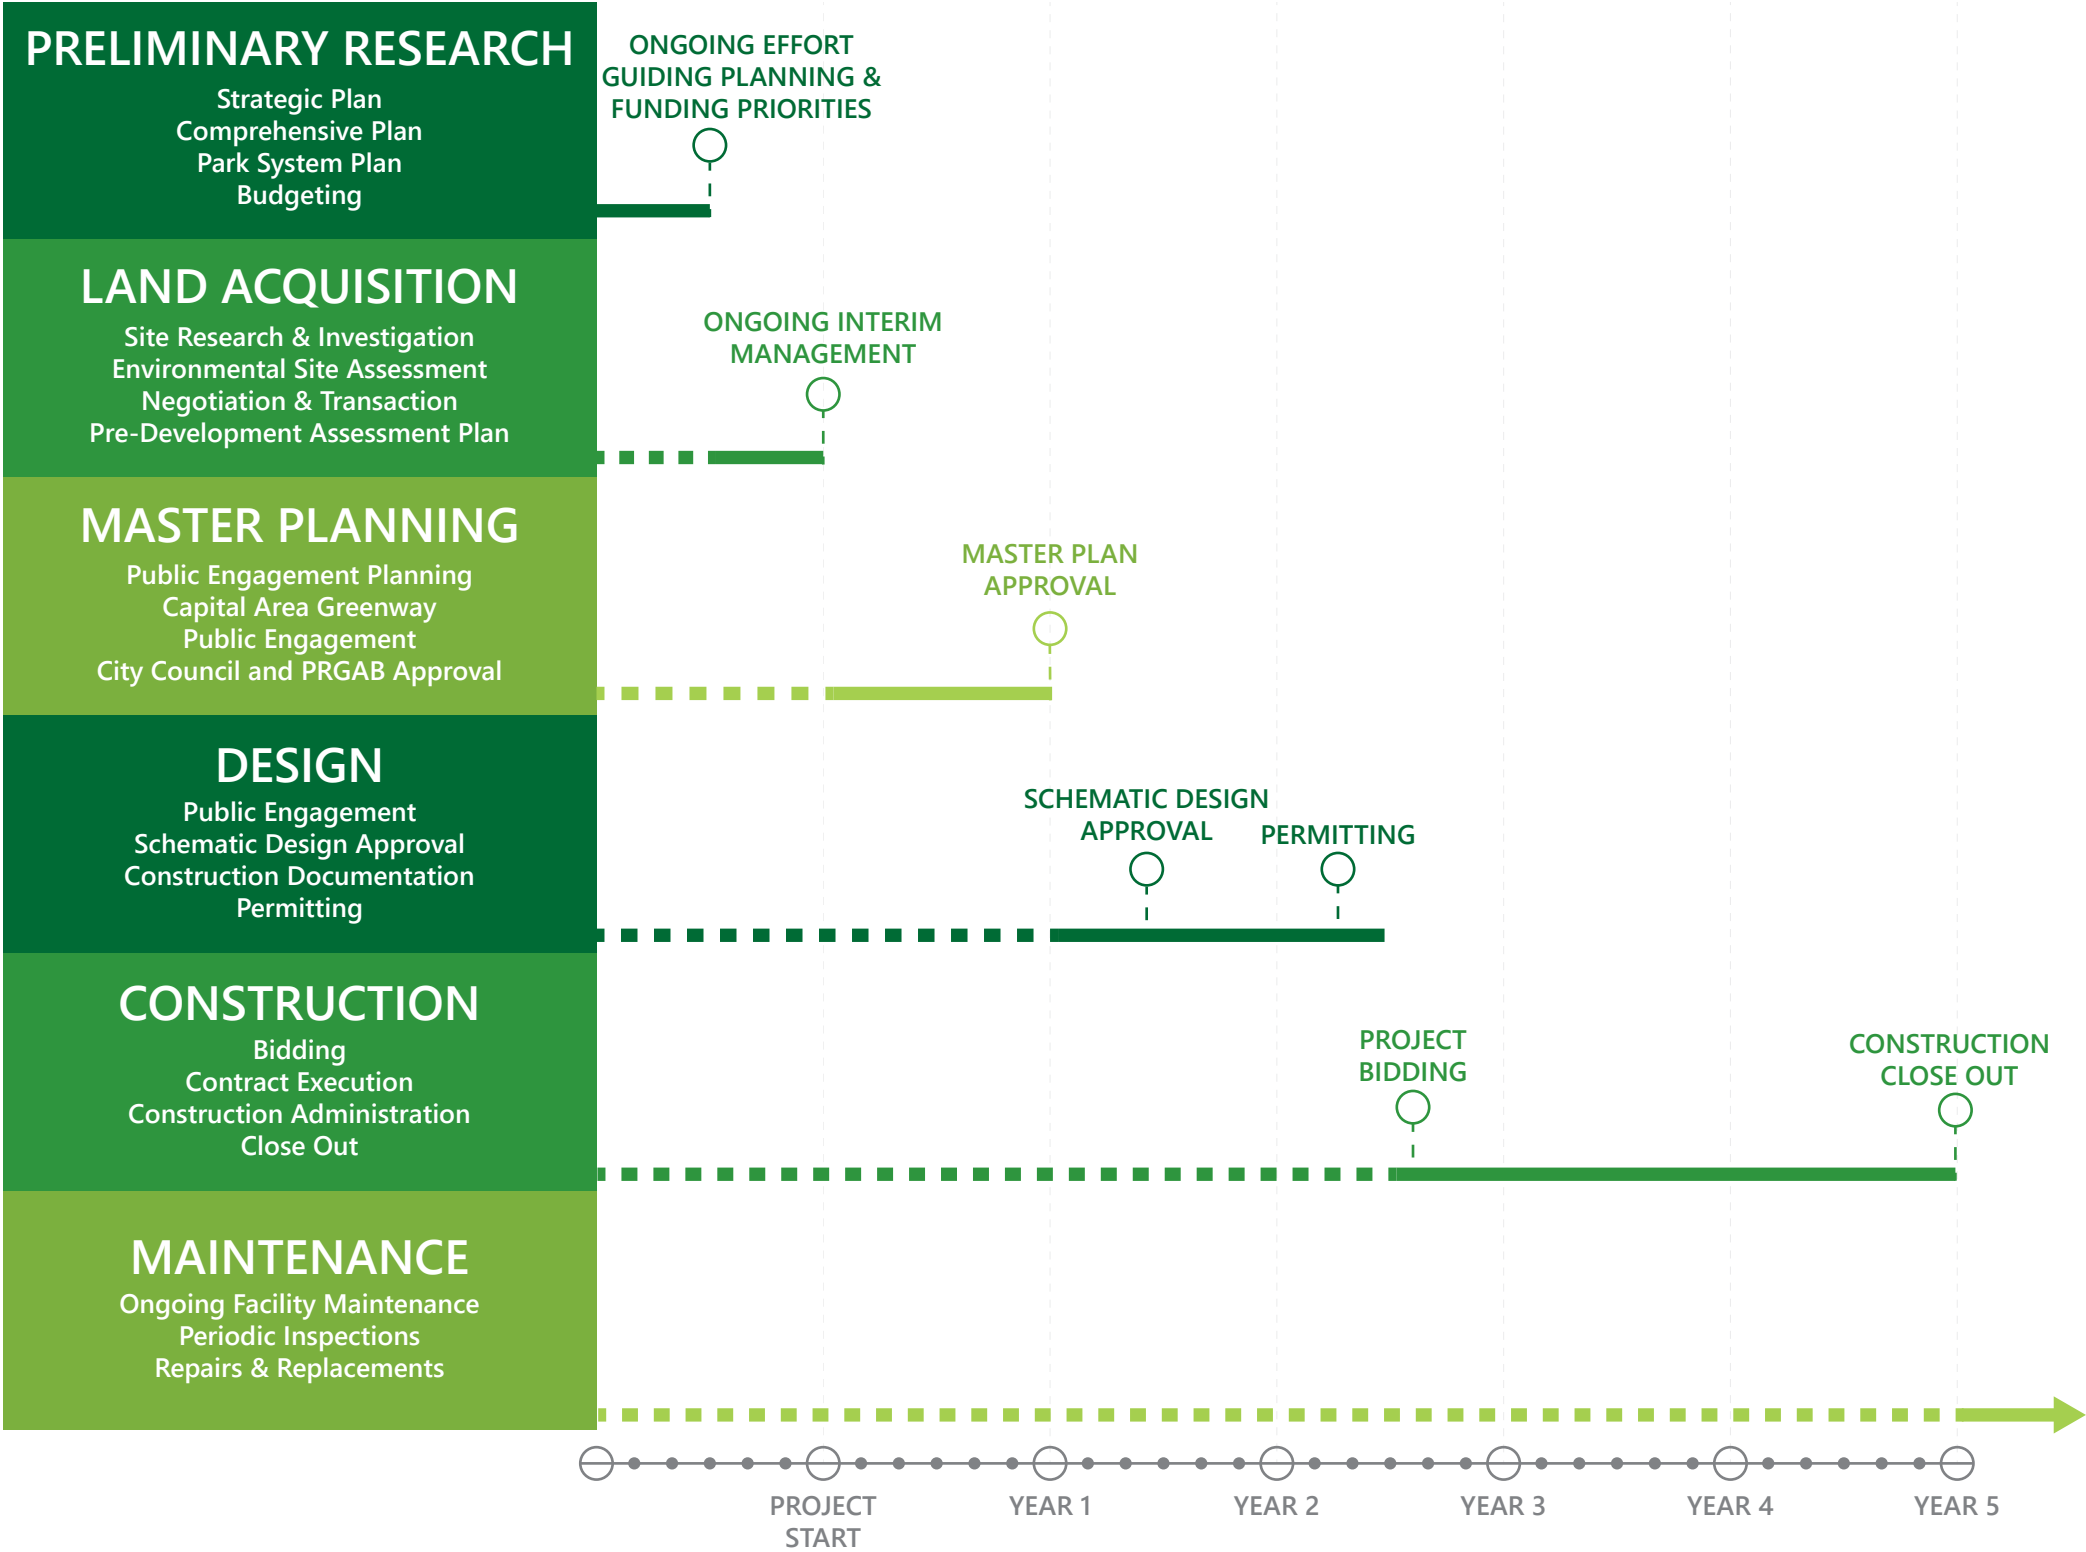 PRELIMINARY RESEARCH
Strategic Plan
Comprehensive Plan
Park System Plan
Budgeting
ONGOING EFFORT
GUIDING PLANNING &
FUNDING PRIORITIES
LAND ACQUISITION
Site Research & Investigation
Environmental Site Assessment
Negotiation & Transaction
Pre-Development Assessment Plan
ONGOING INTERIM
MANAGEMENT
MASTER PLANNING
Public Engagement Planning
Capital Area Greenway
Public Engagement
City Council and PRGAB Approval
MASTER PLAN
APPROVAL
DESIGN
Public Engagement
Schematic Design Approval
Construction Documentation
Permitting
SCHEMATIC DESIGN
APPROVAL
PERMITTING
CONSTRUCTION
Bidding
Contract Execution
Construction Administration
Close Out
PROJECT
BIDDING
CONSTRUCTION
CLOSE OUT
MAINTENANCE
Ongoing Facility Maintenance
Periodic Inspections
Repairs & Replacements
PROJECT
START
YEAR 1
YEAR 2
YEAR 3
YEAR 4
YEAR 5